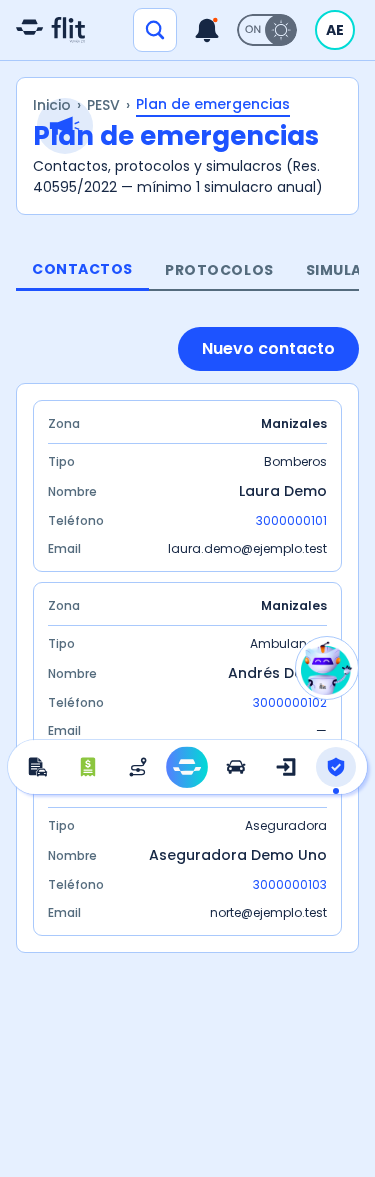 flit
ON
AE
Inicio › PESV › Plan de emergencias
Plan de emergencias
Contactos, protocolos y simulacros (Res.
40595/2022 — mínimo 1 simulacro anual)
CONTACTOS PROTOCOLOS SIMULA
Nuevo contacto
Zona Manizales
Tipo Bomberos
Nombre Laura Demo
Teléfono 3000000101
Email laura.demo@ejemplo.test
Zona Manizales
Tipo Ambulan
Nombre Andrés D
Teléfono 3000000102
Email —
Tipo Aseguradora
Nombre Aseguradora Demo Uno
Teléfono 3000000103
Email norte@ejemplo.test